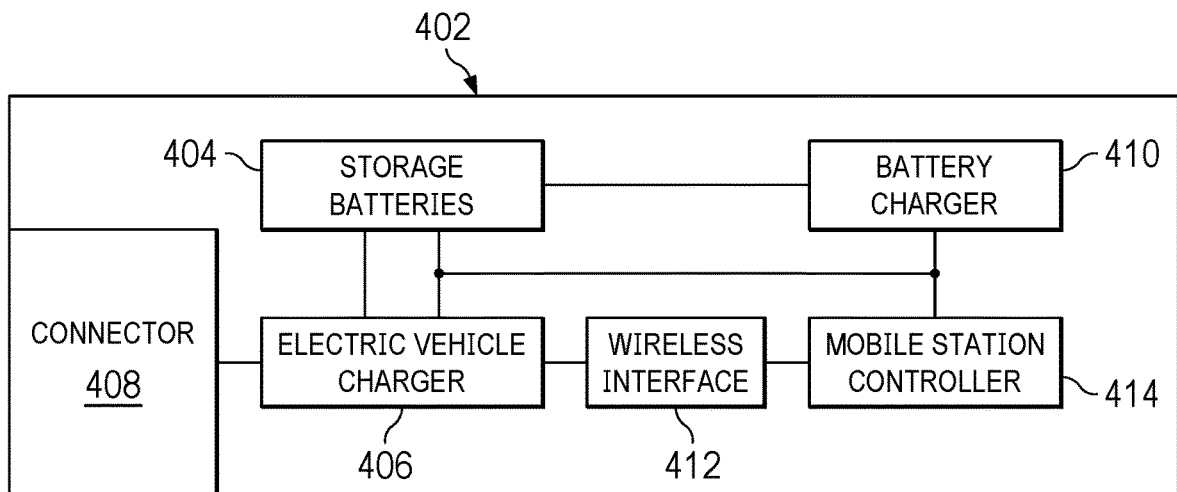 402
404
STORAGE
BATTERIES
BATTERY
CHARGER
410
CONNECTOR
408
ELECTRIC VEHICLE
CHARGER
406
WIRELESS
INTERFACE
412
MOBILE STATION
CONTROLLER
414